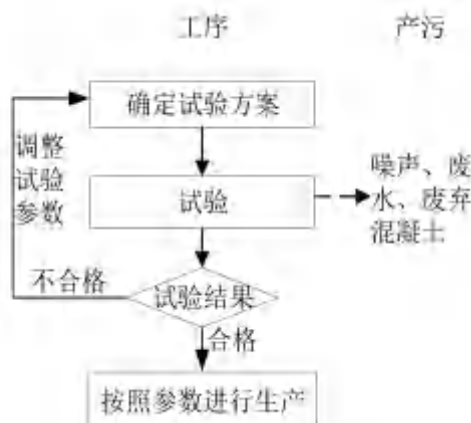 工序
产污
确定试验方案
调整
试验
参数
试验
噪声、废
水、废弃
混凝土
不合格
试验结果
合格
按照参数进行生产